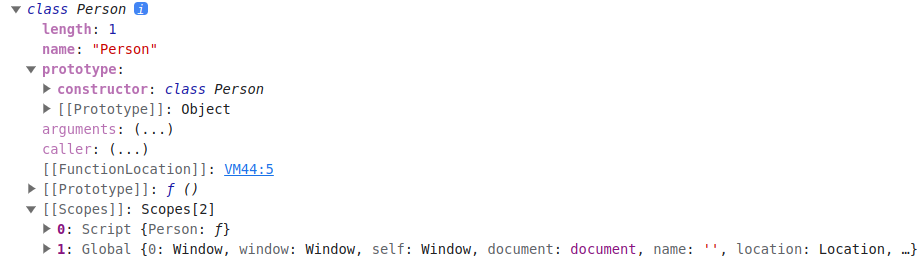 class Person i
length: 1
name: "Person"
prototype:
constructor: class Person
[[Prototype]]: Object
arguments: (...)
caller: (...)
[[FunctionLocation]]: VM44:5
[[Prototype]]: ƒ ()
[[Scopes]]: Scopes[2]
0: Script {Person: ƒ}
1: Global {0: Window, window: Window, self: Window, document: document, name: '', location: Location, …}